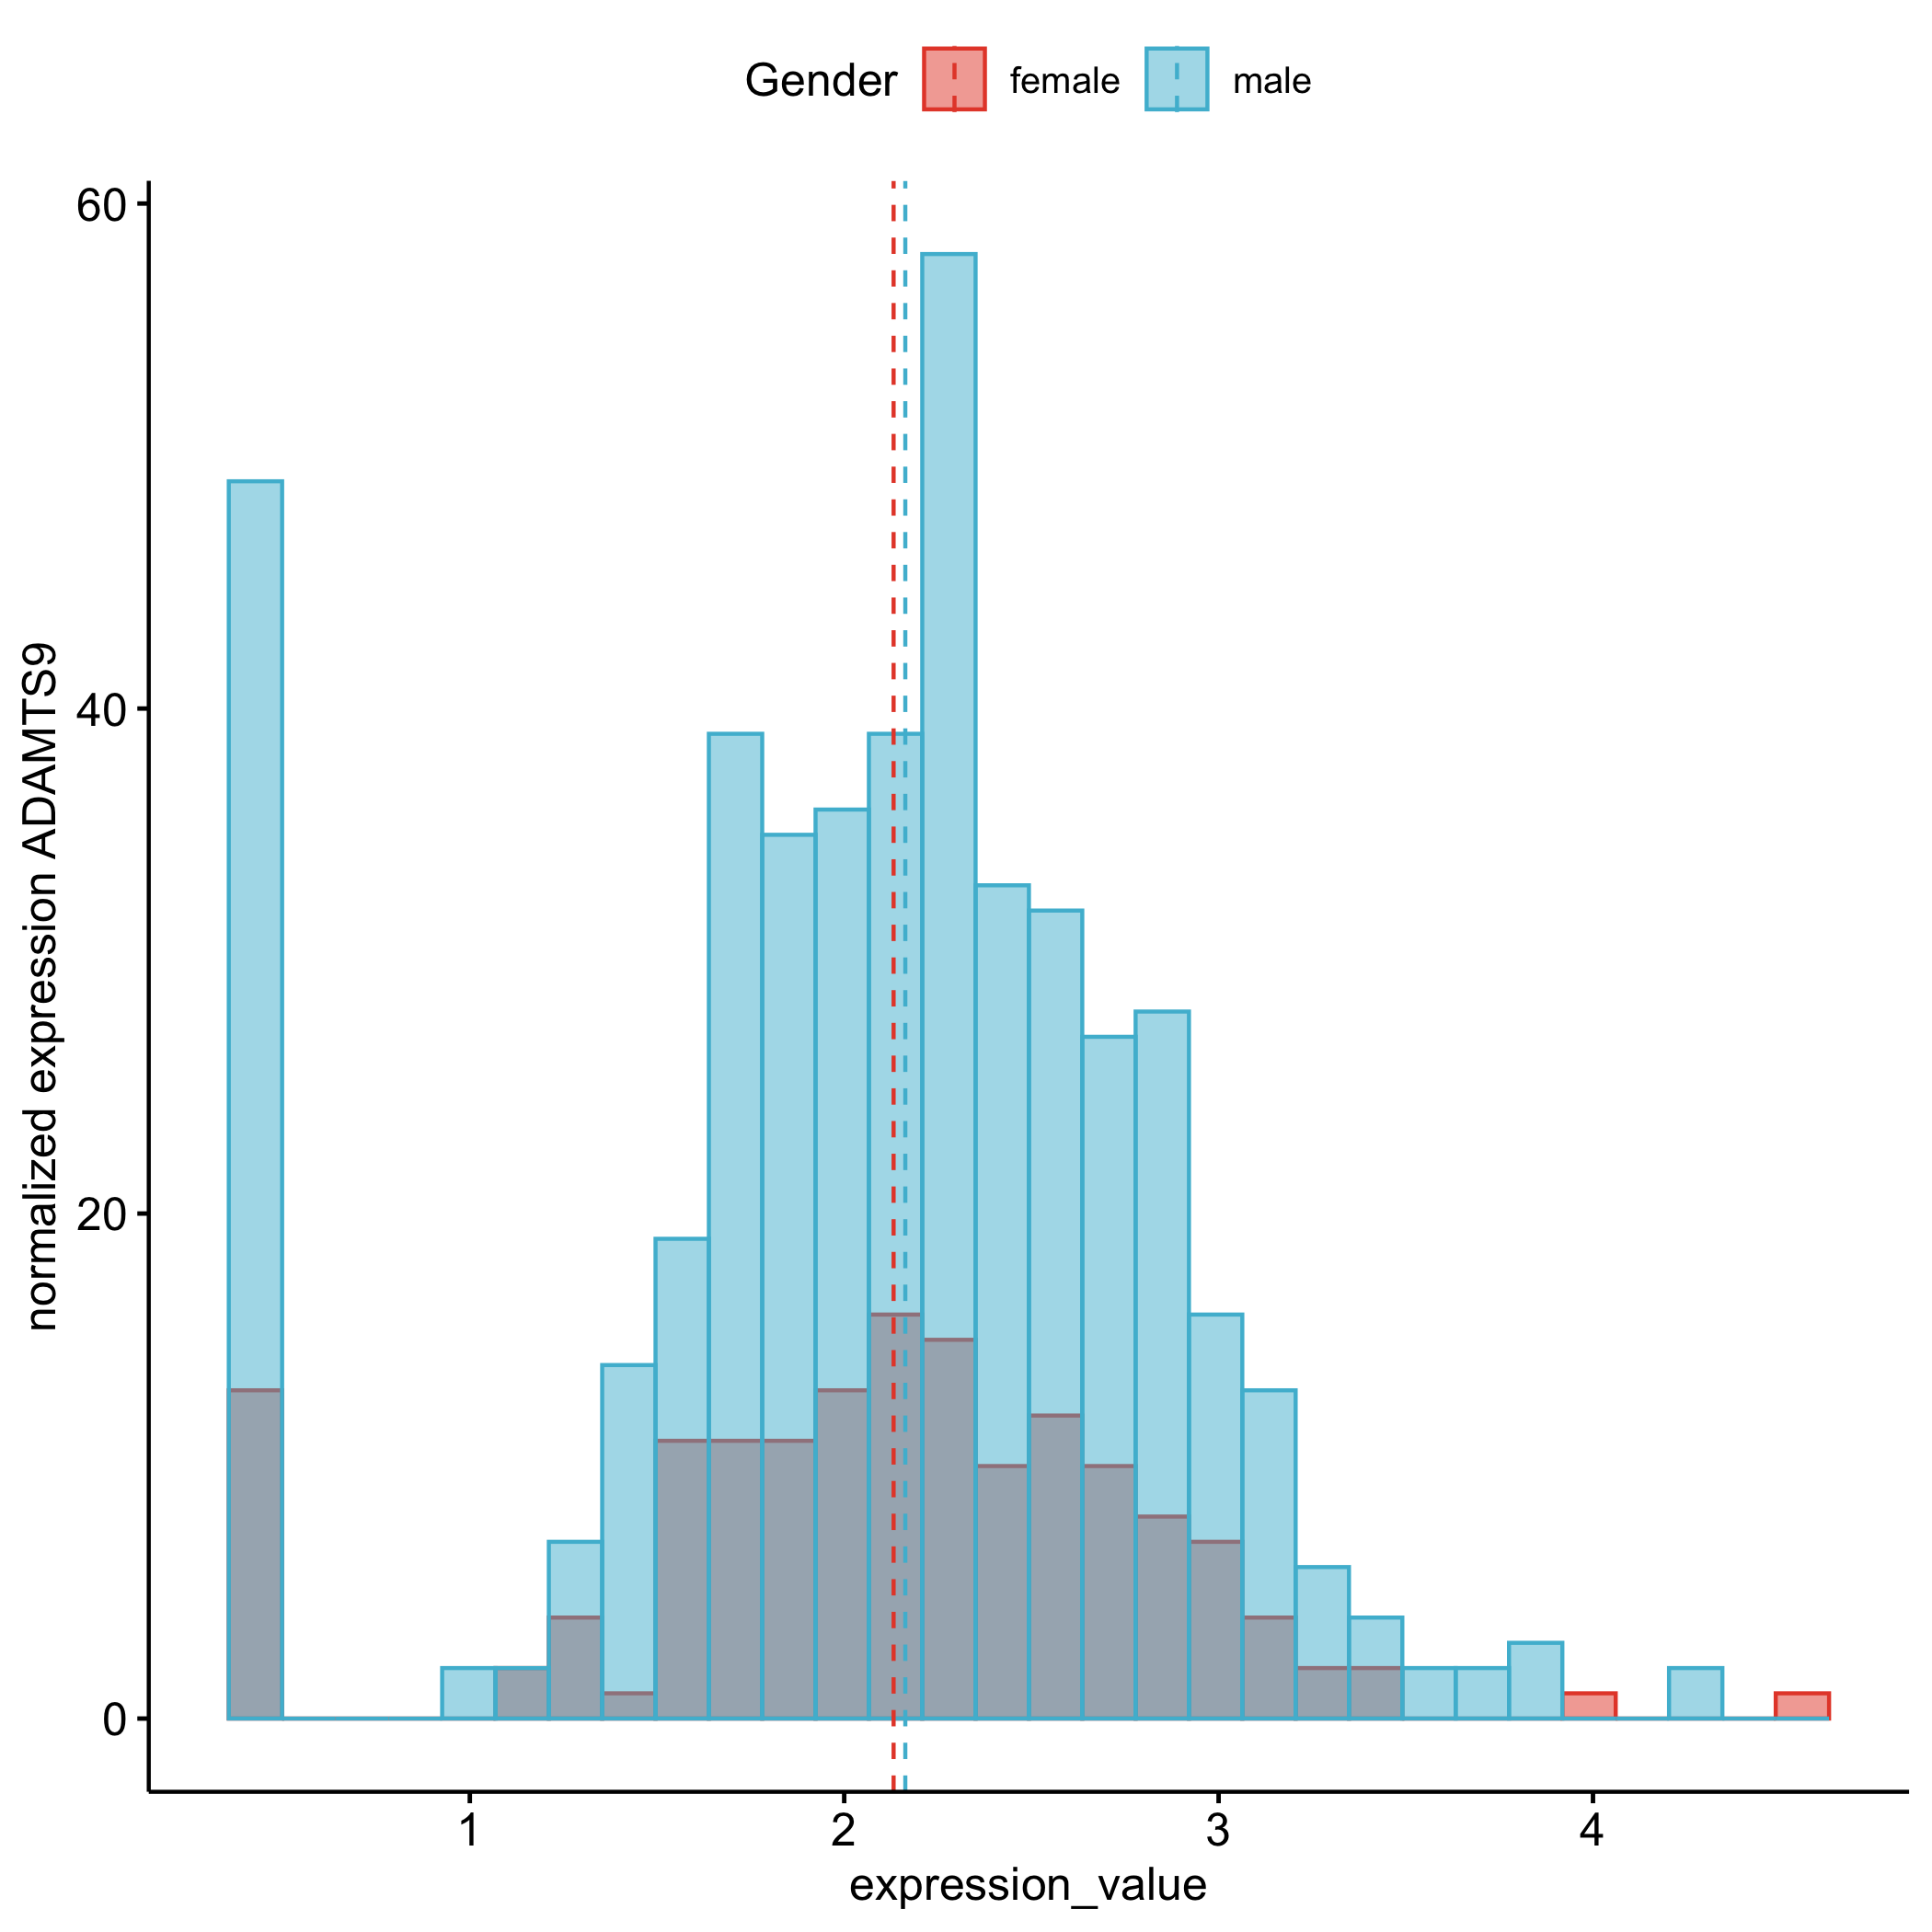 Gender female male
60
40
20
0
normalized expression ADAMTS9
1 2 3 4
expression_value